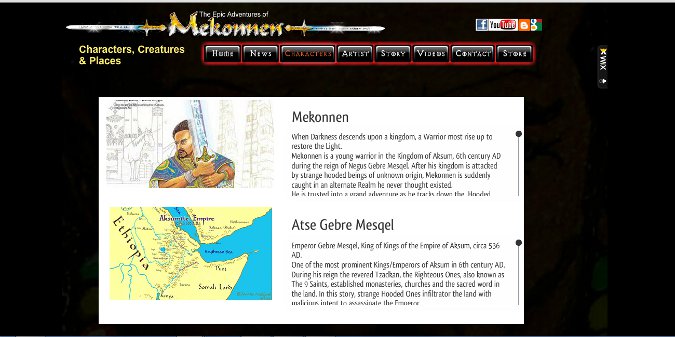 The Epic Adventures of
Mekonnen
You Tube
Characters, Creatures
& Places
Home News Characters Artist Story Videos Contact Store
WIX
Mekonnen
When Darkness descends upon a kingdom, a Warrior most rise up to
restore the Light.
Mekonnen is a young warrior in the Kingdom of Aksum, 6th century AD
during the reign of Negus Gebre Mesqel. After his kingdom is attacked
by strange hooded beings of unknown origin, Mekonnen is suddenly
caught in an alternate Realm he never thought existed.
He is trusted into a grand adventure as he tracks down the Hooded
Aksumite Empire
Ethiopia
Atse Gebre Mesqel
Emperor Gebre Mesqel, King of Kings of the Empire of Aksum, circa 536
AD.
One of the most prominent Kings/Emperors of Aksum in 6th century AD.
During his reign the revered Tzadkan, the Righteous Ones, also known as
The 9 Saints, established monasteries, churches and the sacred word in
the land. In this story, strange Hooded Ones infiltrator the land with
malicious intent to assassinate the Emperor